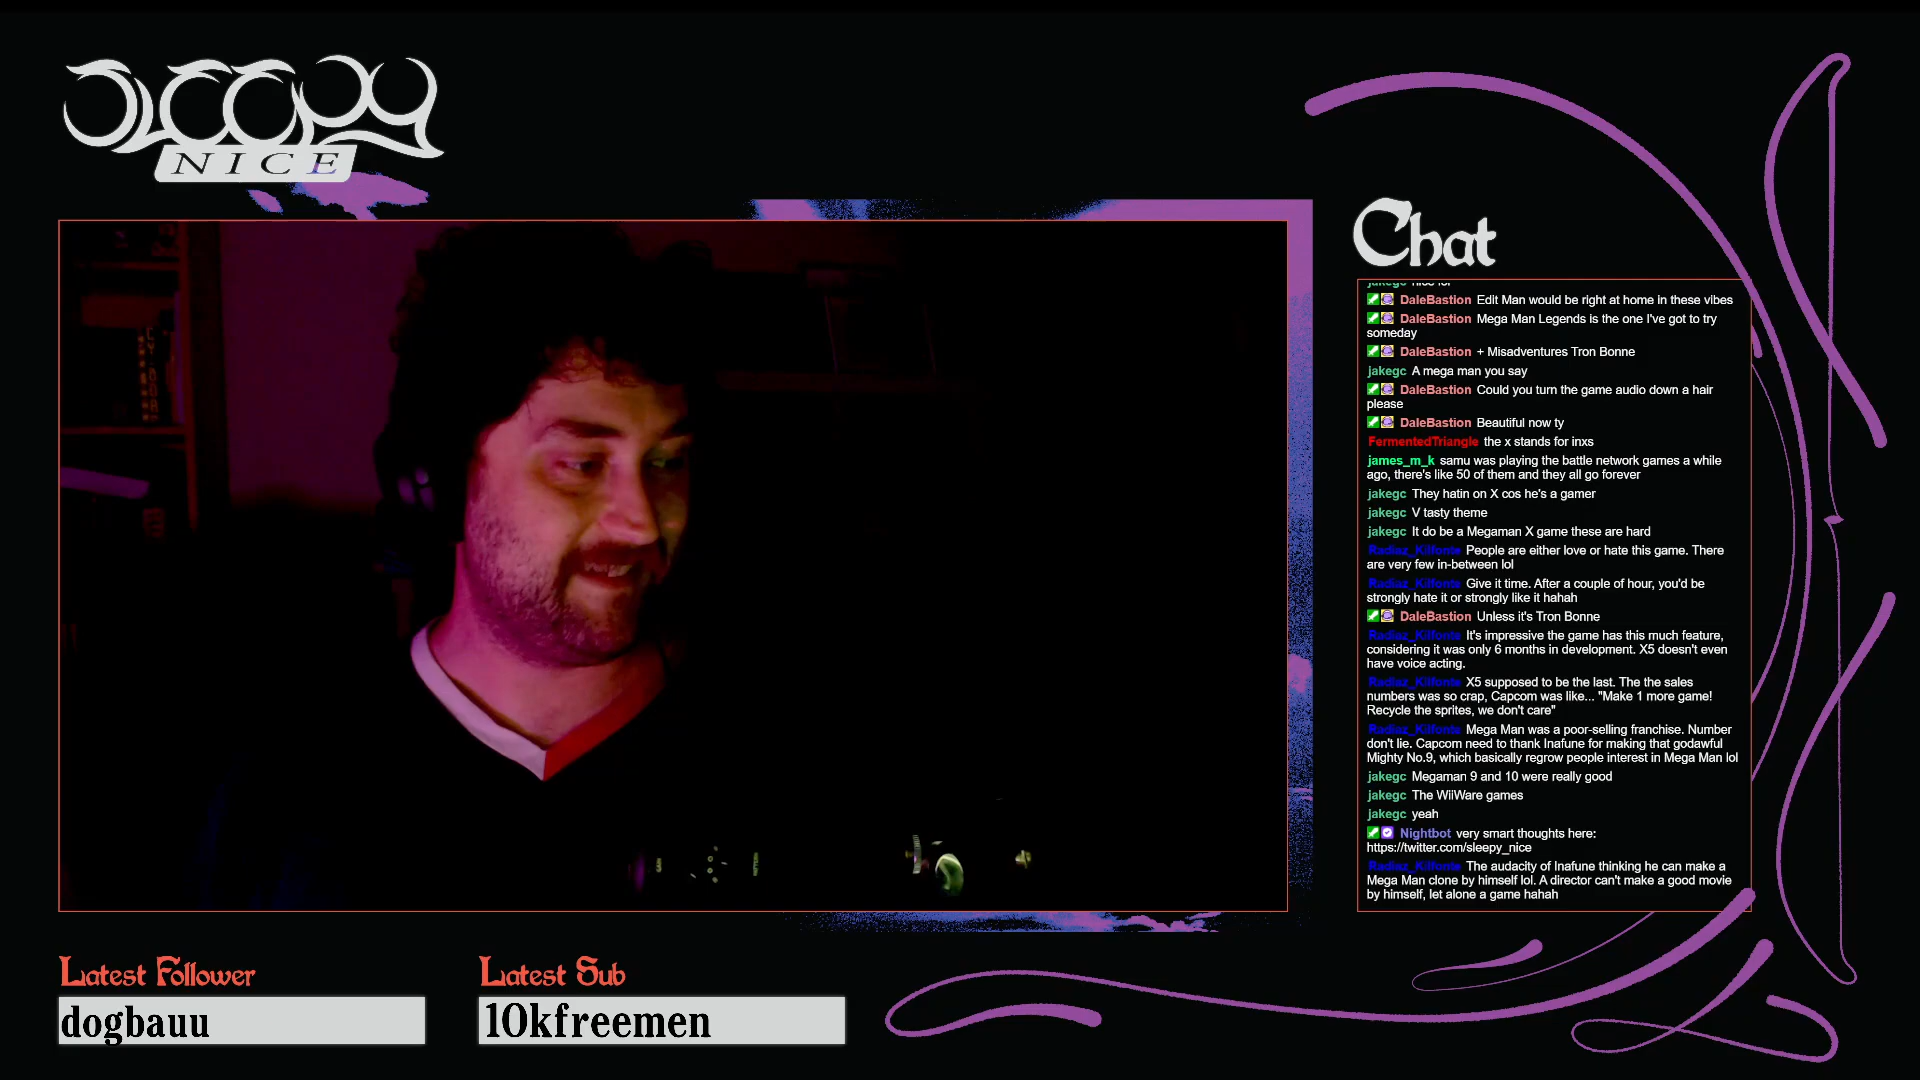 SLEEPY
NICE
Chat
jakegc nice lol
DaleBastion Edit Man would be right at home in these vibes
DaleBastion Mega Man Legends is the one I've got to try
someday
DaleBastion + Misadventures Tron Bonne
jakegc A mega man you say
DaleBastion Could you turn the game audio down a hair
please
DaleBastion Beautiful now ty
FermentedTriangle the x stands for inxs
james_m_k samu was playing the battle network games a while
ago, there's like 50 of them and they all go forever
jakegc They hatin on X cos he's a gamer
jakegc V tasty theme
jakegc It do be a Megaman X game these are hard
Radiaz_Kilfonte People are either love or hate this game. There
are very few in-between lol
Radiaz_Kilfonte Give it time. After a couple of hour, you'd be
strongly hate it or strongly like it hahah
DaleBastion Unless it's Tron Bonne
Radiaz_Kilfonte It's impressive the game has this much feature,
considering it was only 6 months in development. X5 doesn't even
have voice acting.
Radiaz_Kilfonte X5 supposed to be the last. The the sales
numbers was so crap, Capcom was like... "Make 1 more game!
Recycle the sprites, we don't care"
Radiaz_Kilfonte Mega Man was a poor-selling franchise. Number
don't lie. Capcom need to thank Inafune for making that godawful
Mighty No.9, which basically regrow people interest in Mega Man lol
jakegc Megaman 9 and 10 were really good
jakegc The WiiWare games
jakegc yeah
Nightbot very smart thoughts here:
https://twitter.com/sleepy_nice
Radiaz_Kilfonte The audacity of Inafune thinking he can make a
Mega Man clone by himself lol. A director can't make a good movie
by himself, let alone a game hahah
Latest Follower
dogbauu
Latest Sub
10kfreemen